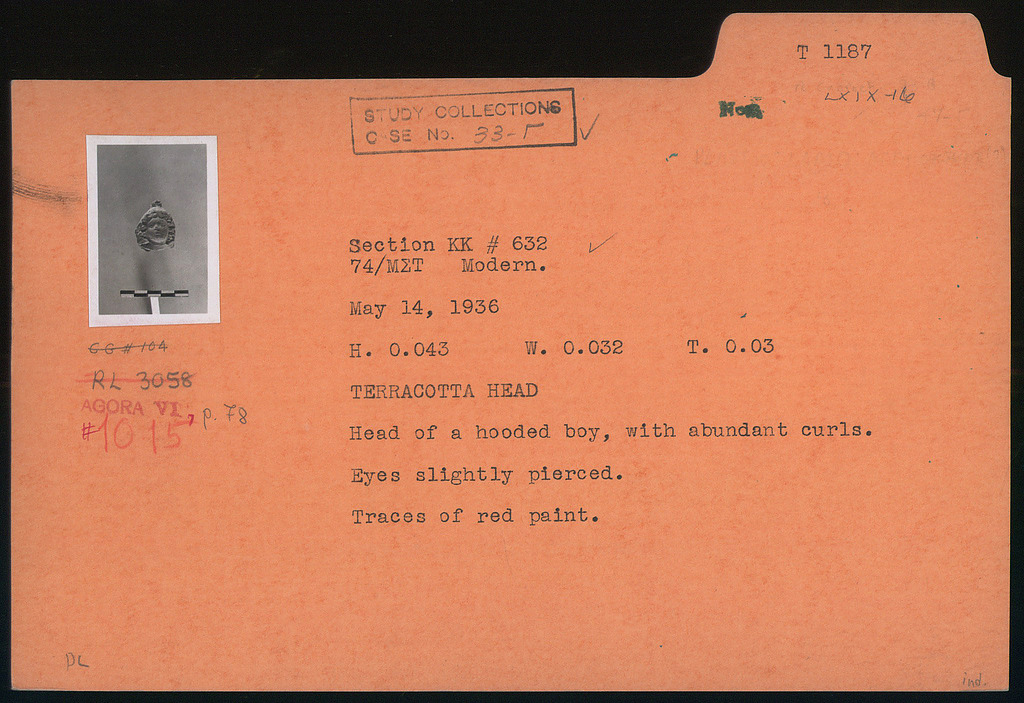 T 1187
LXIX-16
STUDY COLLECTIONS
C SE No. 33-Γ ✓
Section KK # 632 ✓
74/ΜΣΤ Modern.
May 14, 1936
H. 0.043 W. 0.032 T. 0.03
TERRACOTTA HEAD
Head of a hooded boy, with abundant curls.
Eyes slightly pierced.
Traces of red paint.
GG # 104
RL 3058
AGORA VI, p. 78
#1015
DL
ind.